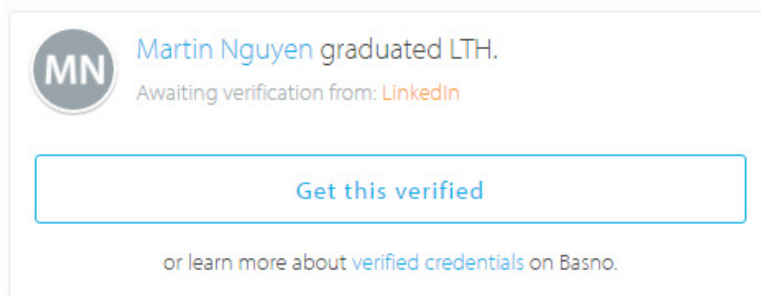 MN
Martin Nguyen graduated LTH.
Awaiting verification from: LinkedIn
Get this verified
or learn more about verified credentials on Basno.